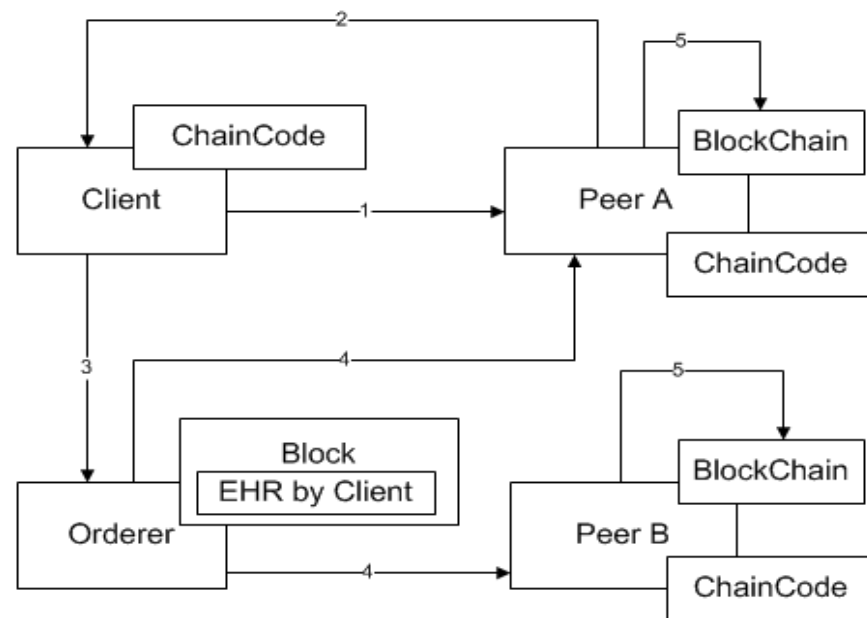 2
5
ChainCode
BlockChain
Client
1
Peer A
ChainCode
3
4
5
Block
EHR by Client
BlockChain
Orderer
Peer B
4
ChainCode